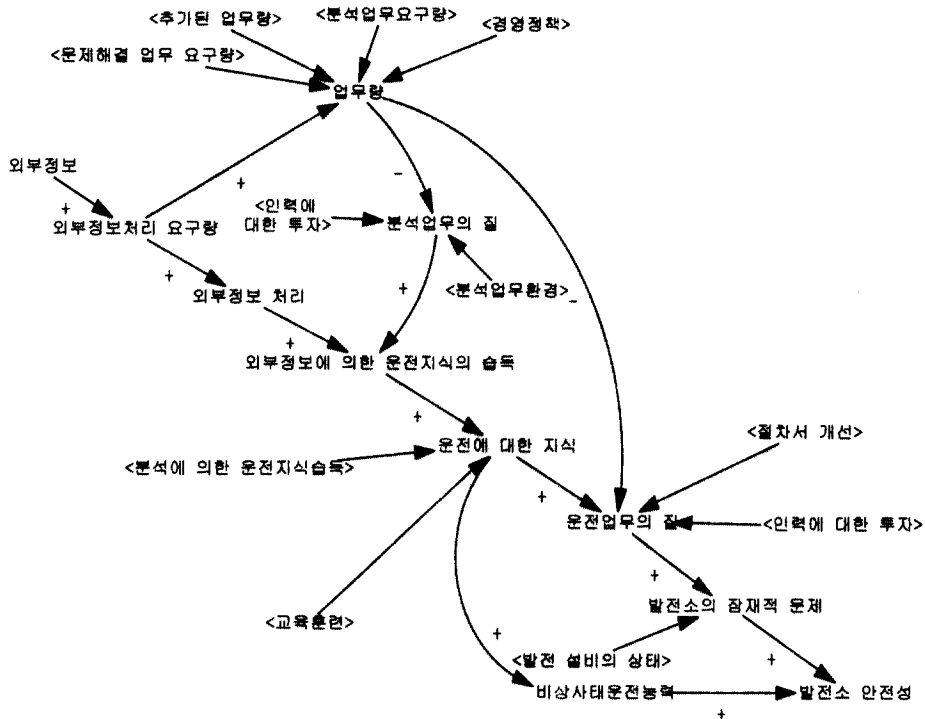 <추가된 업무량>
<분석업무요구량>
<경영정책>
<문제해결 업무 요구량>
업무량
외부정보
+
+
-
외부정보처리 요구량
<인력에
대한 투자>
분석업무의 질
+
외부정보 처리
+
<분석업무환경>
-
+
외부정보에 의한 운전지식의 습득
+
<절차서 개선>
<분석에 의한 운전지식습득>
운전에 대한 지식
+
운전업무의 질
<인력에 대한 투자>
+
발전소의 잠재적 문제
<교육훈련>
+
<발전 설비의 상태>
+
비상사태운전능력
발전소 안전성
+